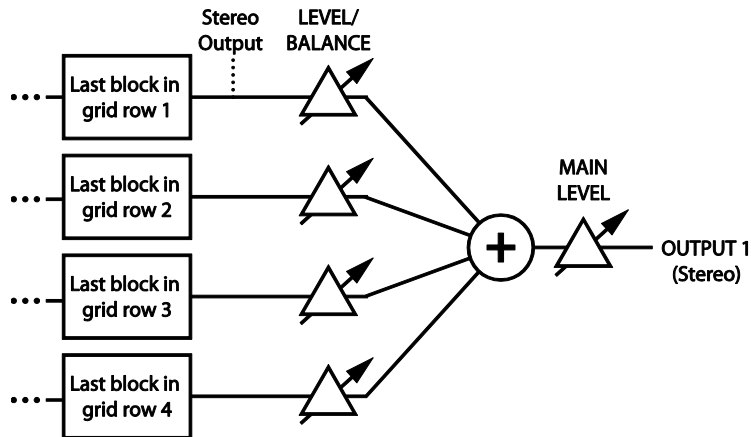 Stereo
Output
LEVEL/
BALANCE
Last block in
grid row 1
Last block in
grid row 2
Last block in
grid row 3
Last block in
grid row 4
+
MAIN
LEVEL
OUTPUT 1
(Stereo)